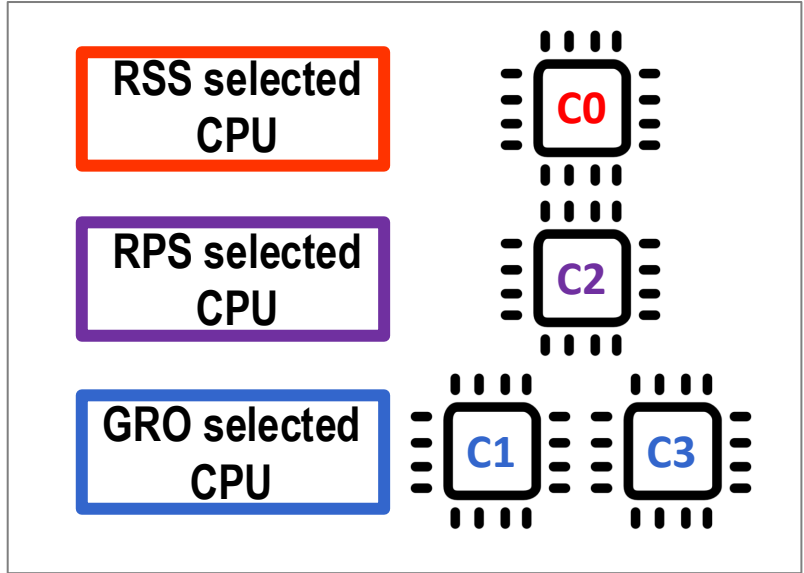 RSS selected
CPU
C0
RPS selected
CPU
C2
GRO selected
CPU
C1
C3